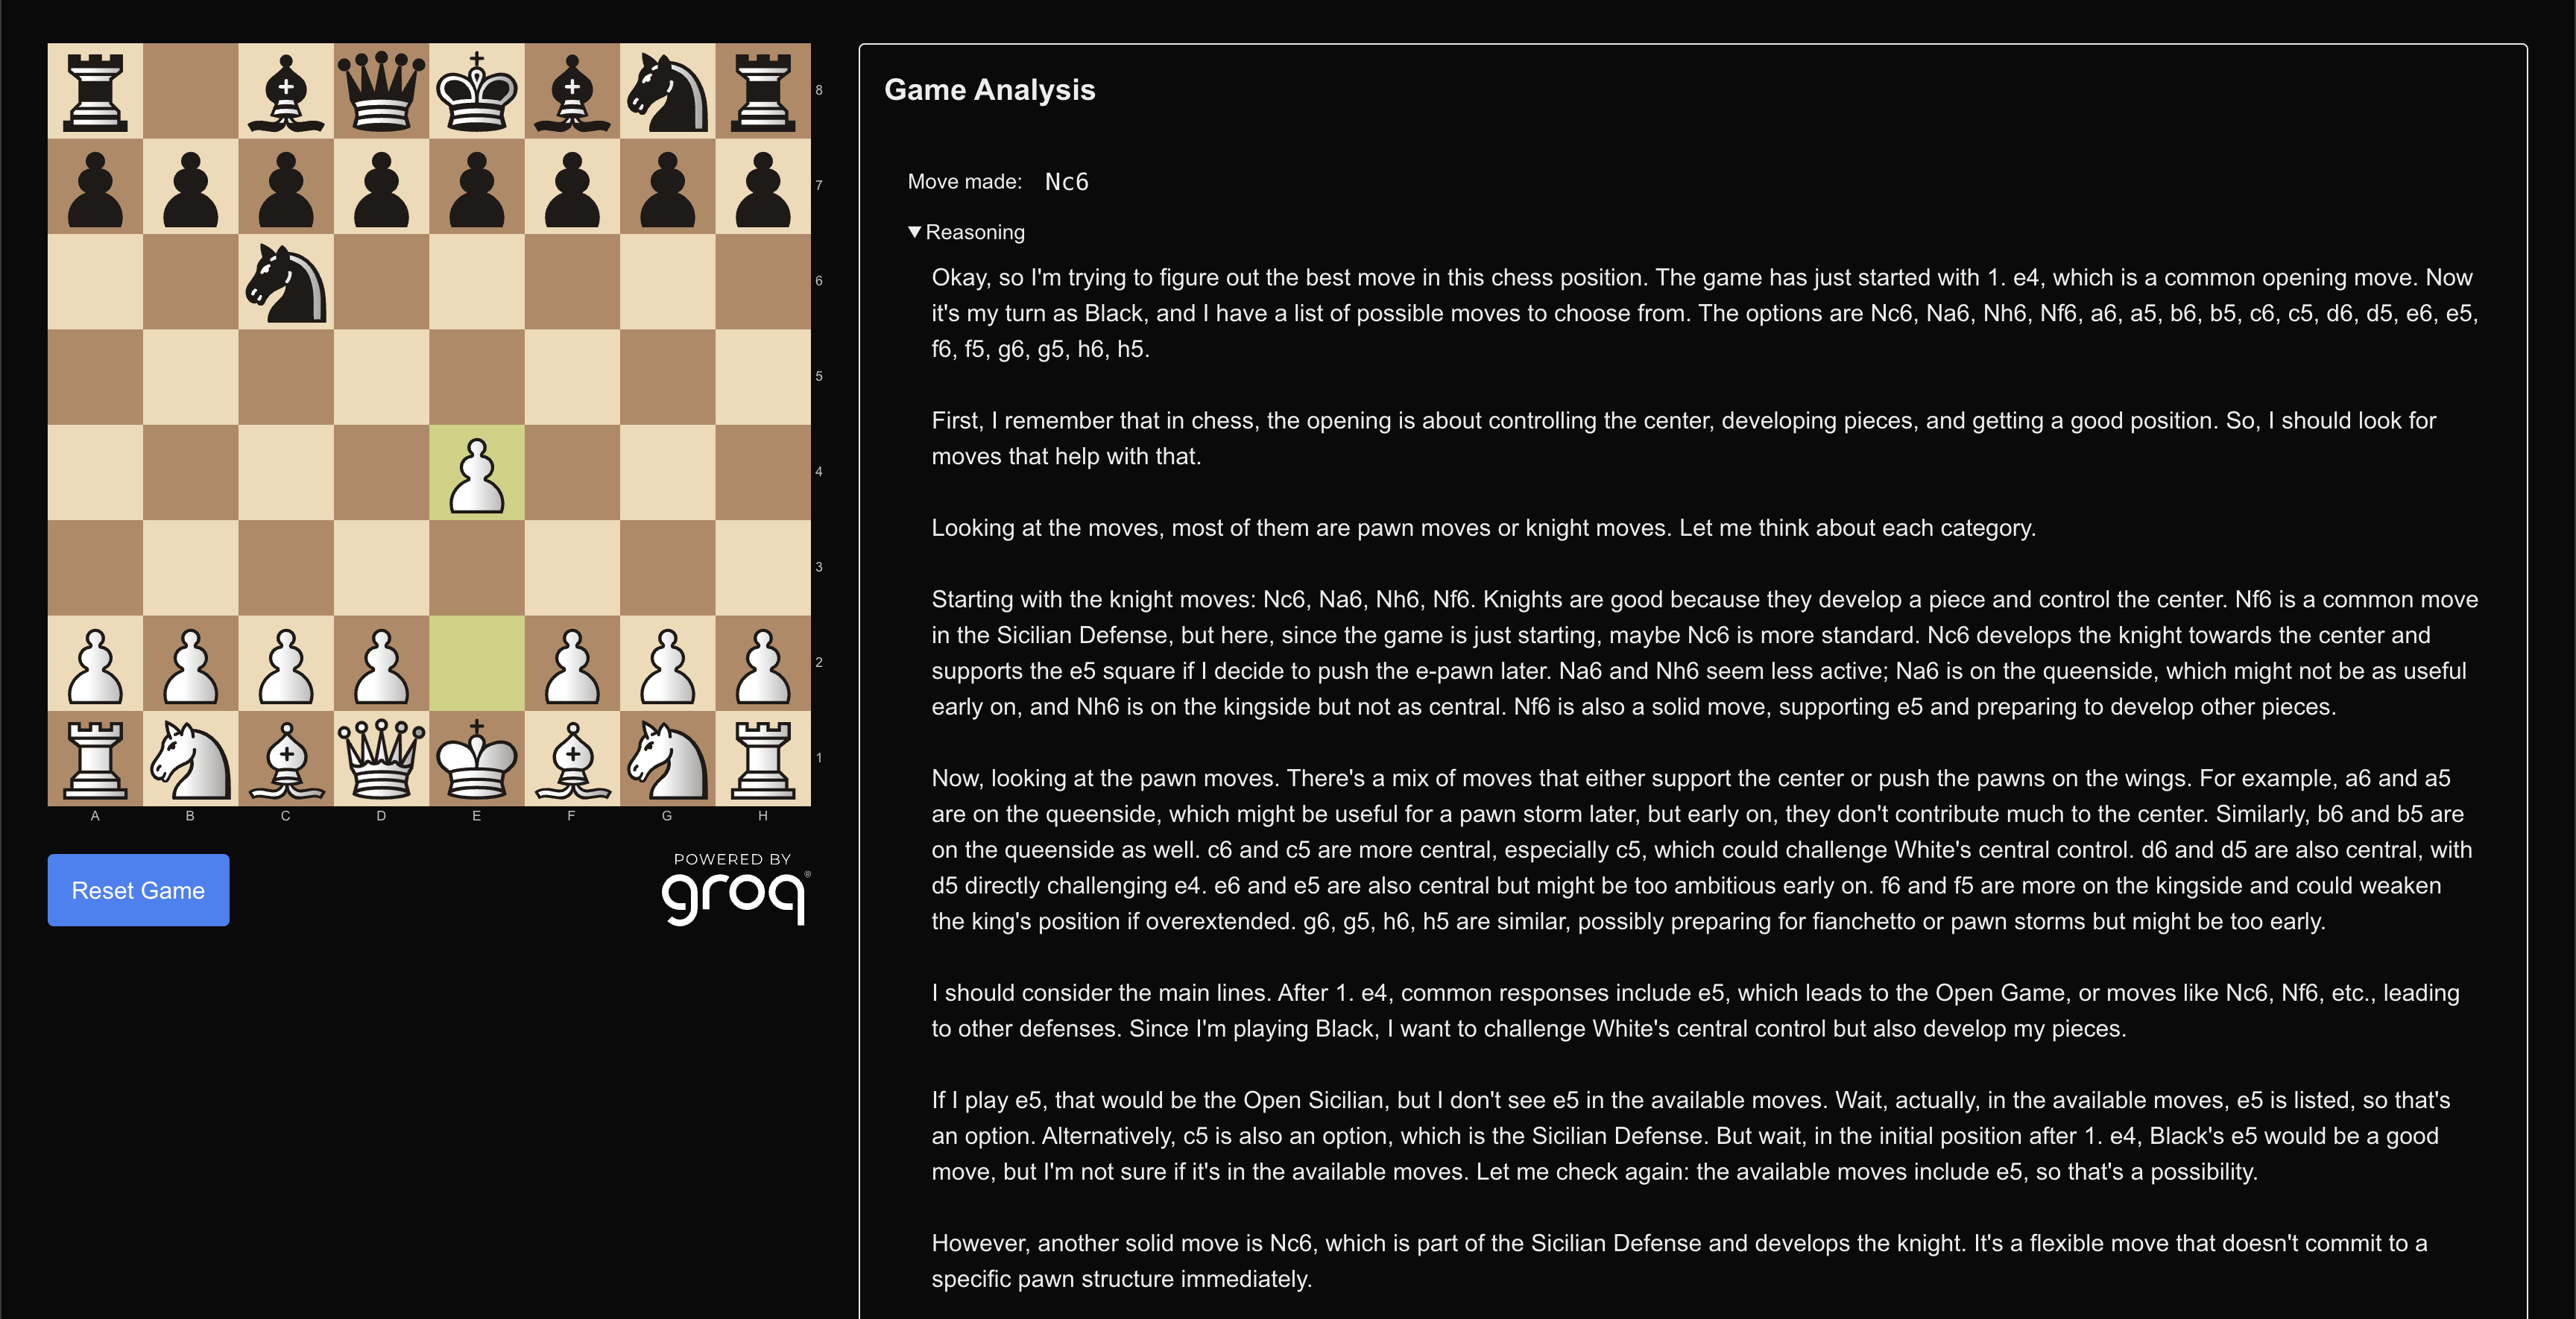 8
7
6
5
4
3
2
1
A B C D E F G H
Reset Game
POWERED BY
groq®
Game Analysis
Move made: Nc6
▼ Reasoning
Okay, so I'm trying to figure out the best move in this chess position. The game has just started with 1. e4, which is a common opening move. Now
it's my turn as Black, and I have a list of possible moves to choose from. The options are Nc6, Na6, Nh6, Nf6, a6, a5, b6, b5, c6, c5, d6, d5, e6, e5,
f6, f5, g6, g5, h6, h5.
First, I remember that in chess, the opening is about controlling the center, developing pieces, and getting a good position. So, I should look for
moves that help with that.
Looking at the moves, most of them are pawn moves or knight moves. Let me think about each category.
Starting with the knight moves: Nc6, Na6, Nh6, Nf6. Knights are good because they develop a piece and control the center. Nf6 is a common move
in the Sicilian Defense, but here, since the game is just starting, maybe Nc6 is more standard. Nc6 develops the knight towards the center and
supports the e5 square if I decide to push the e-pawn later. Na6 and Nh6 seem less active; Na6 is on the queenside, which might not be as useful
early on, and Nh6 is on the kingside but not as central. Nf6 is also a solid move, supporting e5 and preparing to develop other pieces.
Now, looking at the pawn moves. There's a mix of moves that either support the center or push the pawns on the wings. For example, a6 and a5
are on the queenside, which might be useful for a pawn storm later, but early on, they don't contribute much to the center. Similarly, b6 and b5 are
on the queenside as well. c6 and c5 are more central, especially c5, which could challenge White's central control. d6 and d5 are also central, with
d5 directly challenging e4. e6 and e5 are also central but might be too ambitious early on. f6 and f5 are more on the kingside and could weaken
the king's position if overextended. g6, g5, h6, h5 are similar, possibly preparing for fianchetto or pawn storms but might be too early.
I should consider the main lines. After 1. e4, common responses include e5, which leads to the Open Game, or moves like Nc6, Nf6, etc., leading
to other defenses. Since I'm playing Black, I want to challenge White's central control but also develop my pieces.
If I play e5, that would be the Open Sicilian, but I don't see e5 in the available moves. Wait, actually, in the available moves, e5 is listed, so that's
an option. Alternatively, c5 is also an option, which is the Sicilian Defense. But wait, in the initial position after 1. e4, Black's e5 would be a good
move, but I'm not sure if it's in the available moves. Let me check again: the available moves include e5, so that's a possibility.
However, another solid move is Nc6, which is part of the Sicilian Defense and develops the knight. It's a flexible move that doesn't commit to a
specific pawn structure immediately.